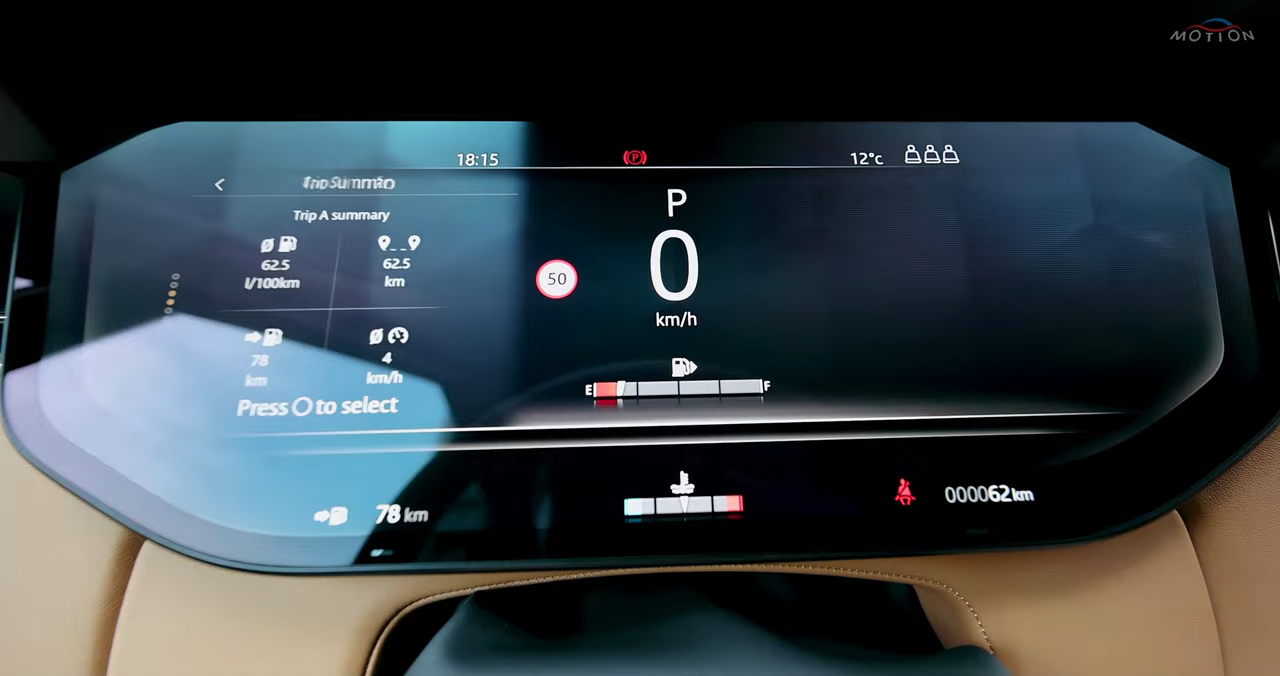 MOTION
18:15
12°c
Trip A summary
P
62.5
l/100km
62.5
km
50
0
km/h
78
km
4
km/h
E
F
Press O to select
78 km
000062km